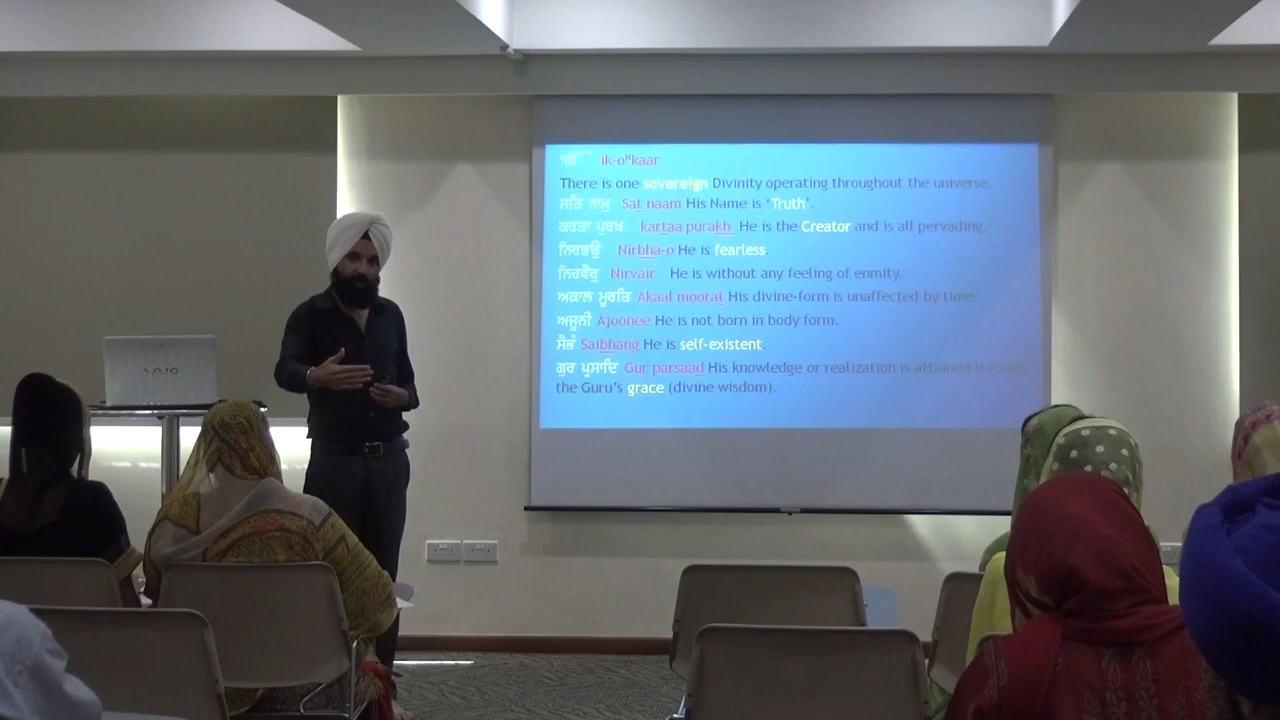 VAIO
ੴ ik-oᴺkaar
There is one sovereign Divinity operating throughout the universe.
ਸਤਿ ਨਾਮੁ Sat naam His Name is ‘Truth’.
ਕਰਤਾ ਪੁਰਖੁ kartaa purakh He is the Creator and is all pervading.
ਨਿਰਭਉ Nirbha-o He is fearless.
ਨਿਰਵੈਰੁ Nirvair He is without any feeling of enmity.
ਅਕਾਲ ਮੂਰਤਿ Akaal moorat His divine-form is unaffected by time.
ਅਜੂਨੀ Ajoonee He is not born in body form.
ਸੈਭੰ Saibhang He is self-existent.
ਗੁਰ ਪ੍ਰਸਾਦਿ Gur parsaad His knowledge or realization is attained through
the Guru’s grace (divine wisdom).